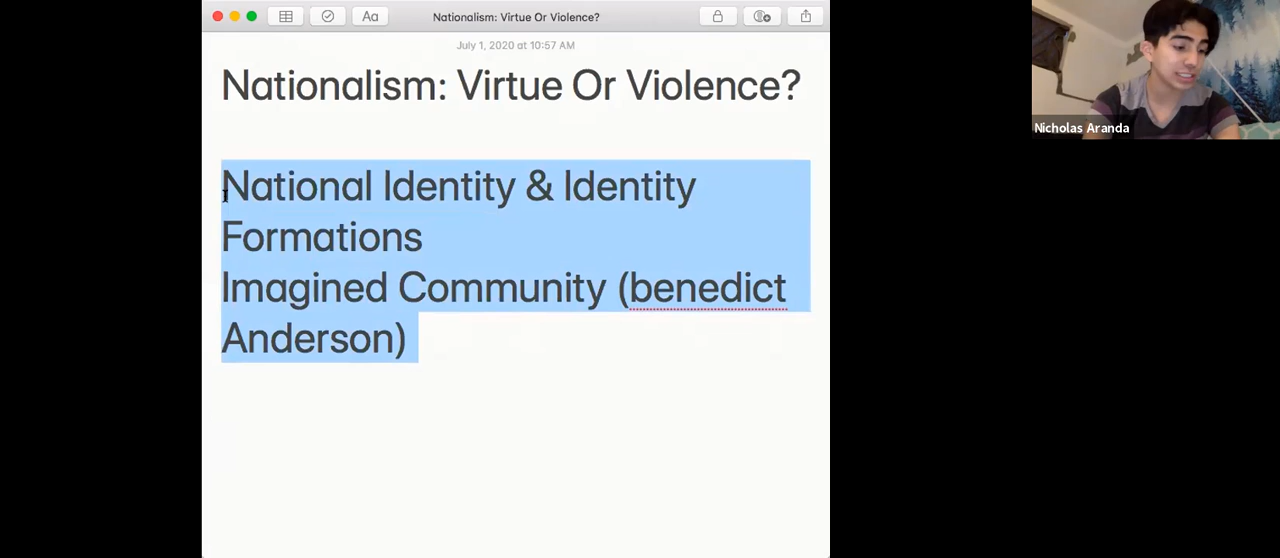 Aa
Nationalism: Virtue Or Violence?
July 1, 2020 at 10:57 AM
Nationalism: Virtue Or Violence?
National Identity & Identity
Formations
Imagined Community (benedict
Anderson)
Nicholas Aranda